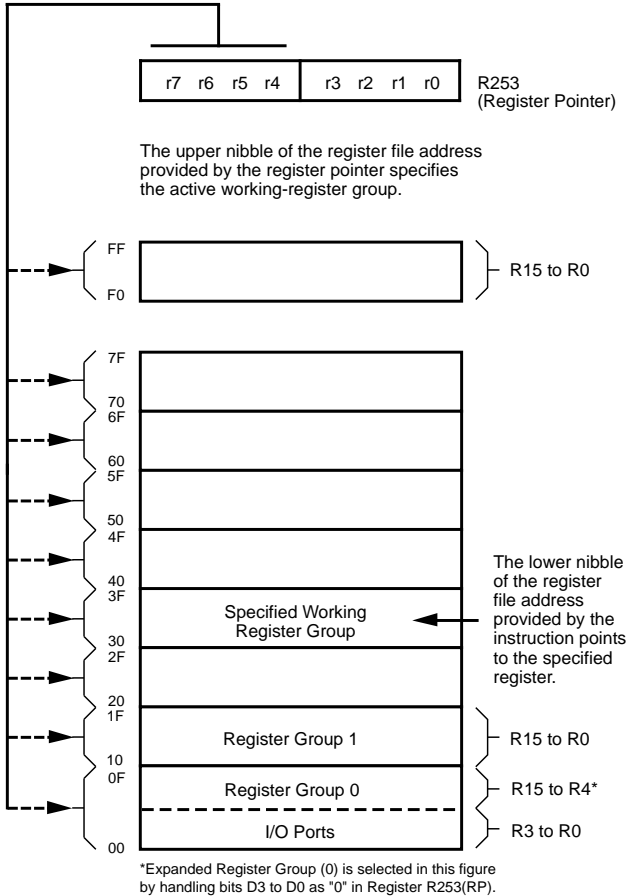 r7 r6 r5 r4 r3 r2 r1 r0 R253
(Register Pointer)
The upper nibble of the register file address
provided by the register pointer specifies
the active working-register group.
FF
R15 to R0
F0
7F
70
6F
60
5F
50
4F
40
3F
Specified Working
Register Group
The lower nibble
of the register
file address
provided by the
instruction points
to the specified
register.
30
2F
20
1F
Register Group 1
R15 to R0
10
0F
Register Group 0
R15 to R4*
I/O Ports
R3 to R0
00
*Expanded Register Group (0) is selected in this figure
by handling bits D3 to D0 as "0" in Register R253(RP).